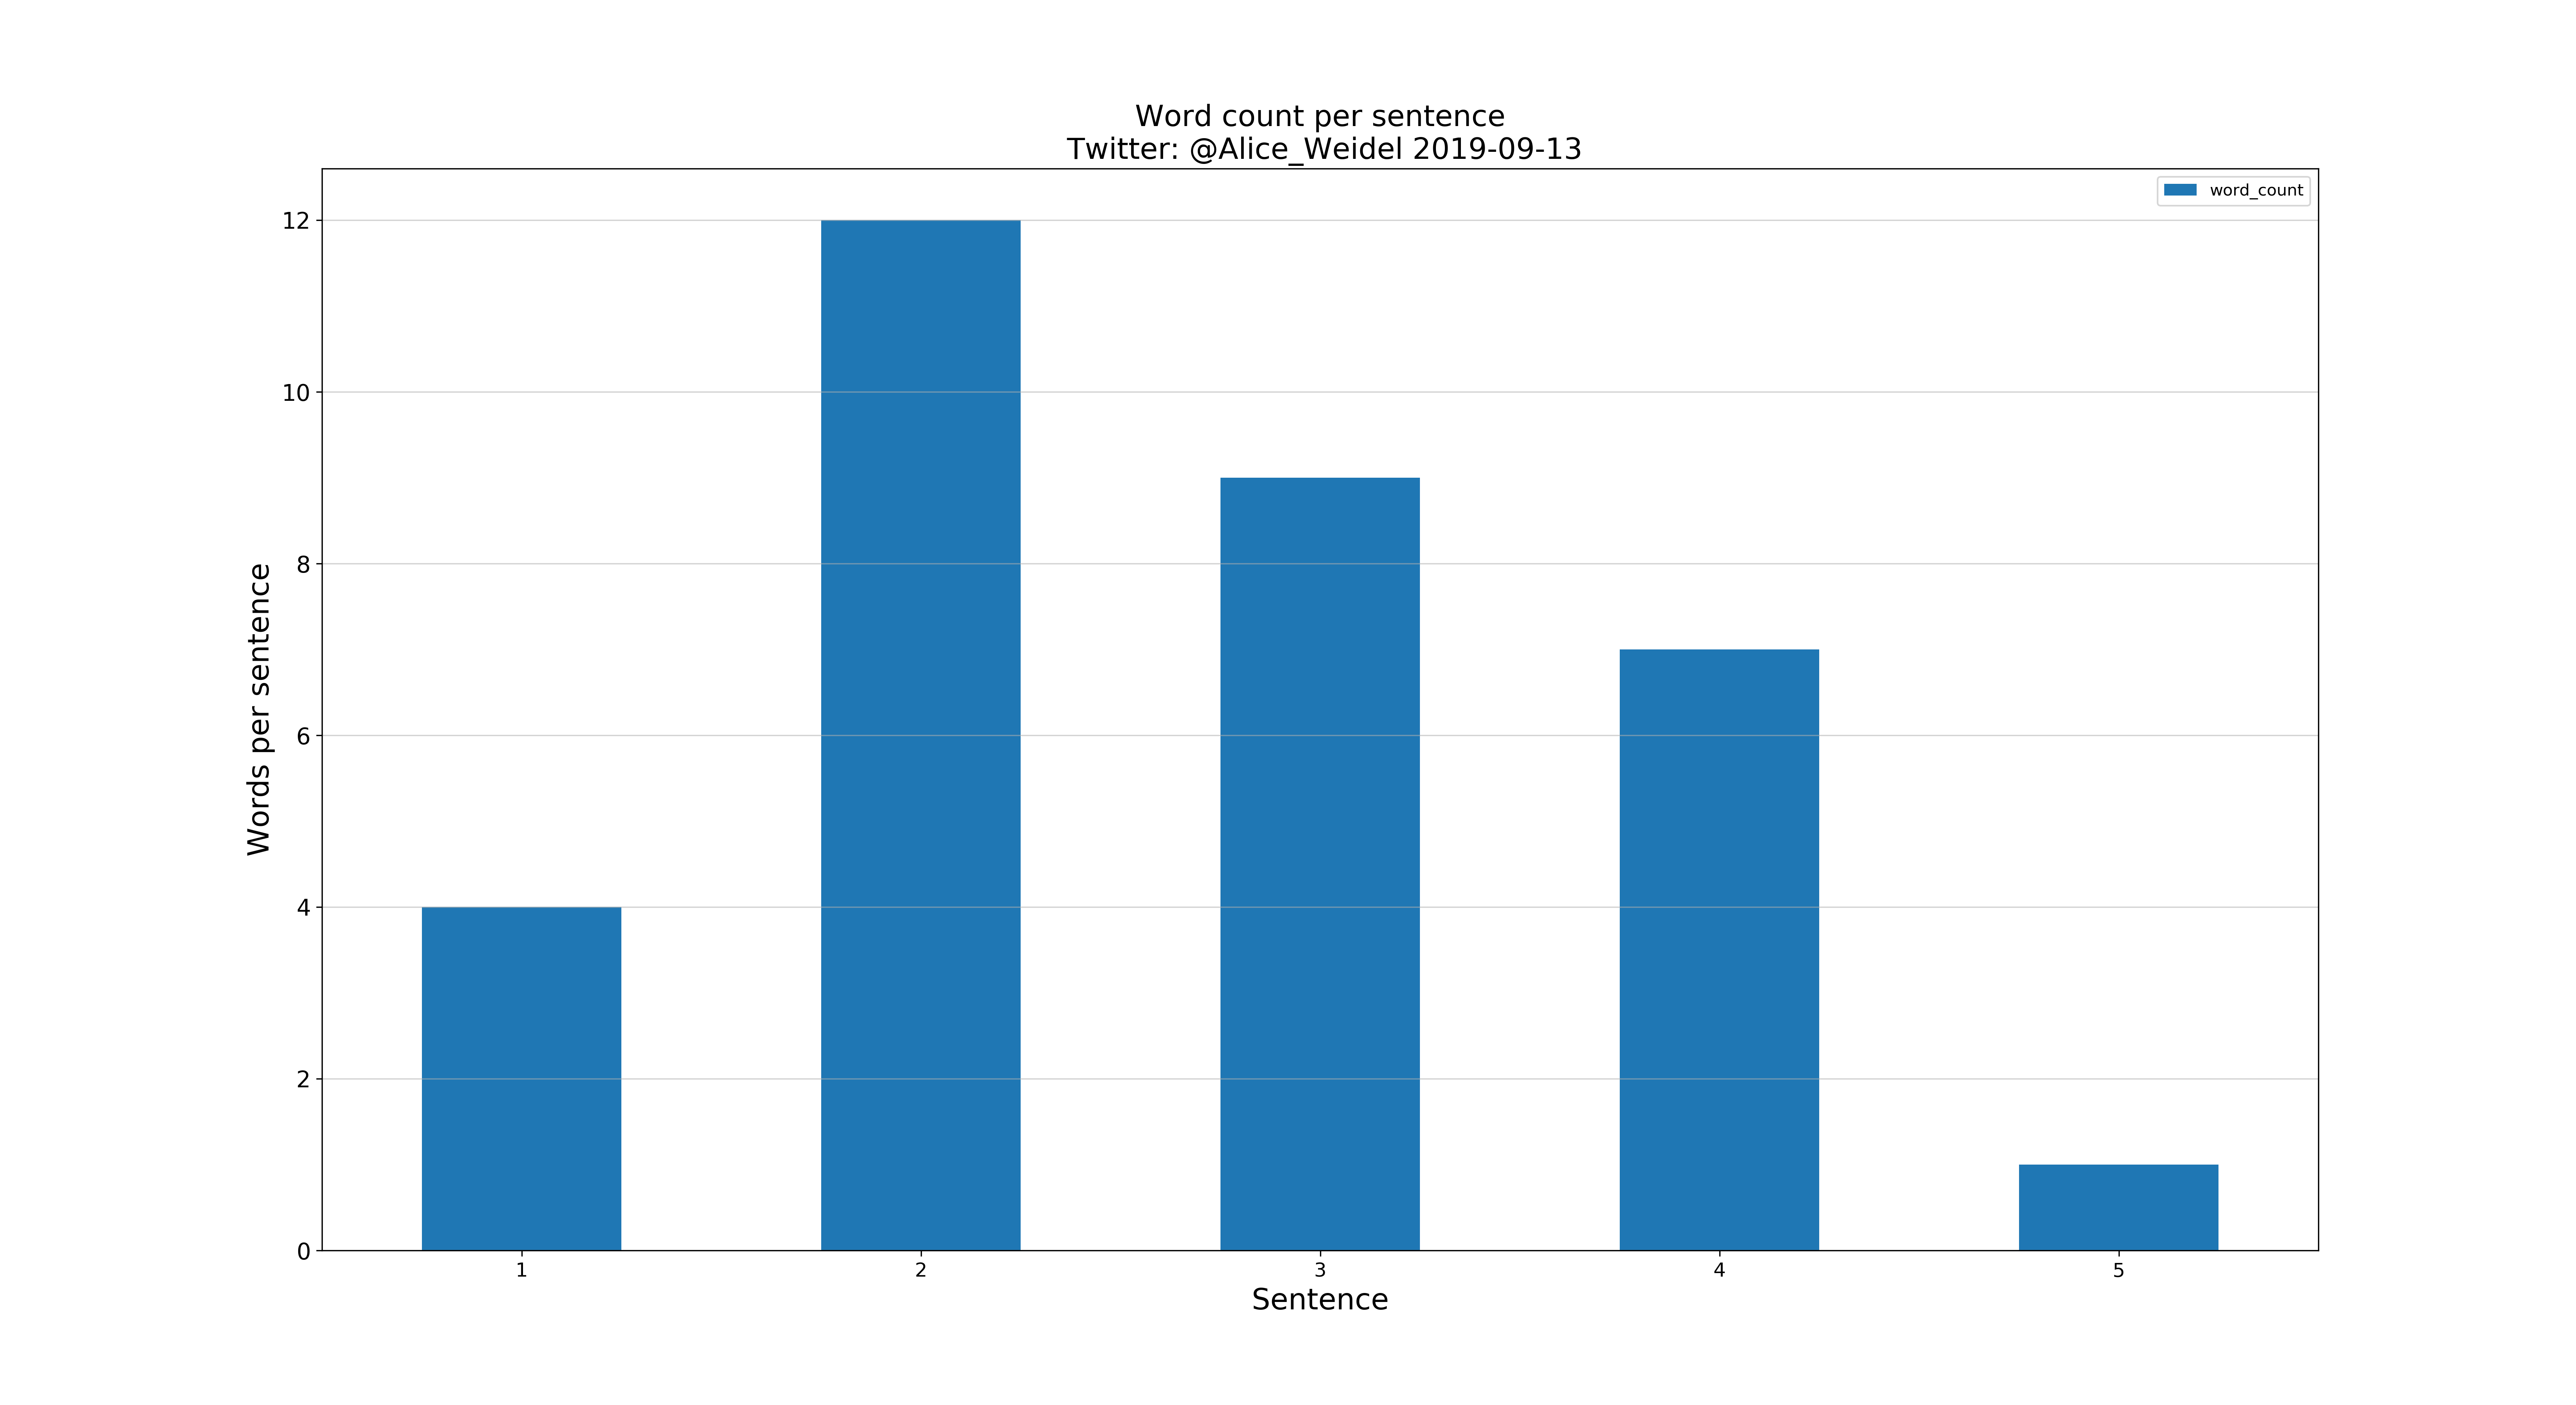 Word count per sentence
Twitter: @Alice_Weidel 2019-09-13
word_count
12
10
8
6
4
2
0
Words per sentence
1 2 3 4 5
Sentence